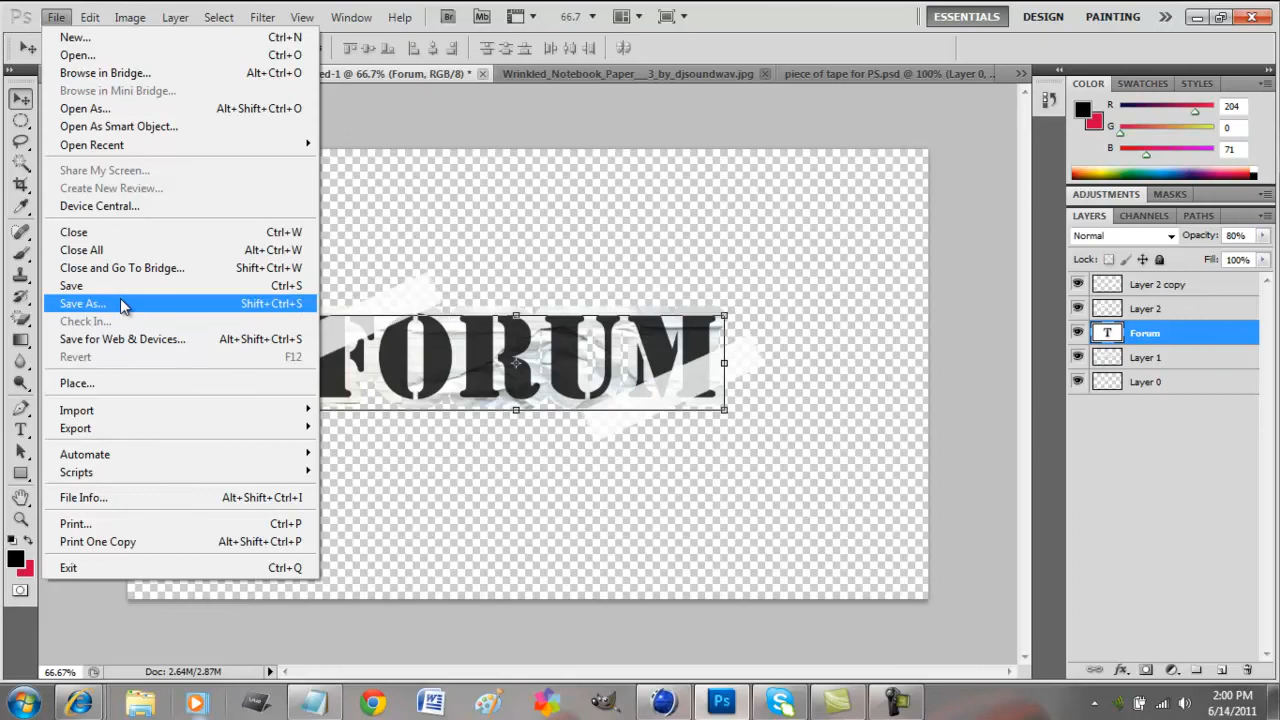 Ps File Edit Image Layer Select Filter View Window Help Br Mb 66.7 ESSENTIALS DESIGN PAINTING
ed-1 @ 66.7% (Forum, RGB/8) * Wrinkled_Notebook_Paper___3_by_djsoundwav.jpg piece of tape for PS.psd @ 100% (Layer 0, ...
New... Ctrl+N
Open... Ctrl+O
Browse in Bridge... Alt+Ctrl+O
Browse in Mini Bridge...
Open As... Alt+Shift+Ctrl+O
Open As Smart Object...
Open Recent
Share My Screen...
Create New Review...
Device Central...
Close Ctrl+W
Close All Alt+Ctrl+W
Close and Go To Bridge... Shift+Ctrl+W
Save Ctrl+S
Save As... Shift+Ctrl+S
Check In...
Save for Web & Devices... Alt+Shift+Ctrl+S
Revert F12
Place...
Import
Export
Automate
Scripts
File Info... Alt+Shift+Ctrl+I
Print... Ctrl+P
Print One Copy Alt+Shift+Ctrl+P
Exit Ctrl+Q
FORUM
COLOR SWATCHES STYLES
R 204
G 0
B 71
ADJUSTMENTS MASKS
LAYERS CHANNELS PATHS
Normal Opacity: 80%
Lock: Fill: 100%
Layer 2 copy
Layer 2
T Forum
Layer 1
Layer 0
66.67% Doc: 2.64M/2.87M
Ps
2:00 PM
6/14/2011